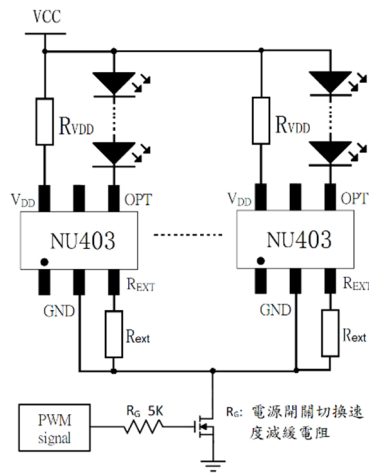 VCC
RVDD
RVDD
VDD
OPT
VDD
OPT
NU403
NU403
GND
REXT
GND
REXT
Rext
Rext
PWM
signal
RG 5K
RG: 電源開關切換速
度減緩電阻